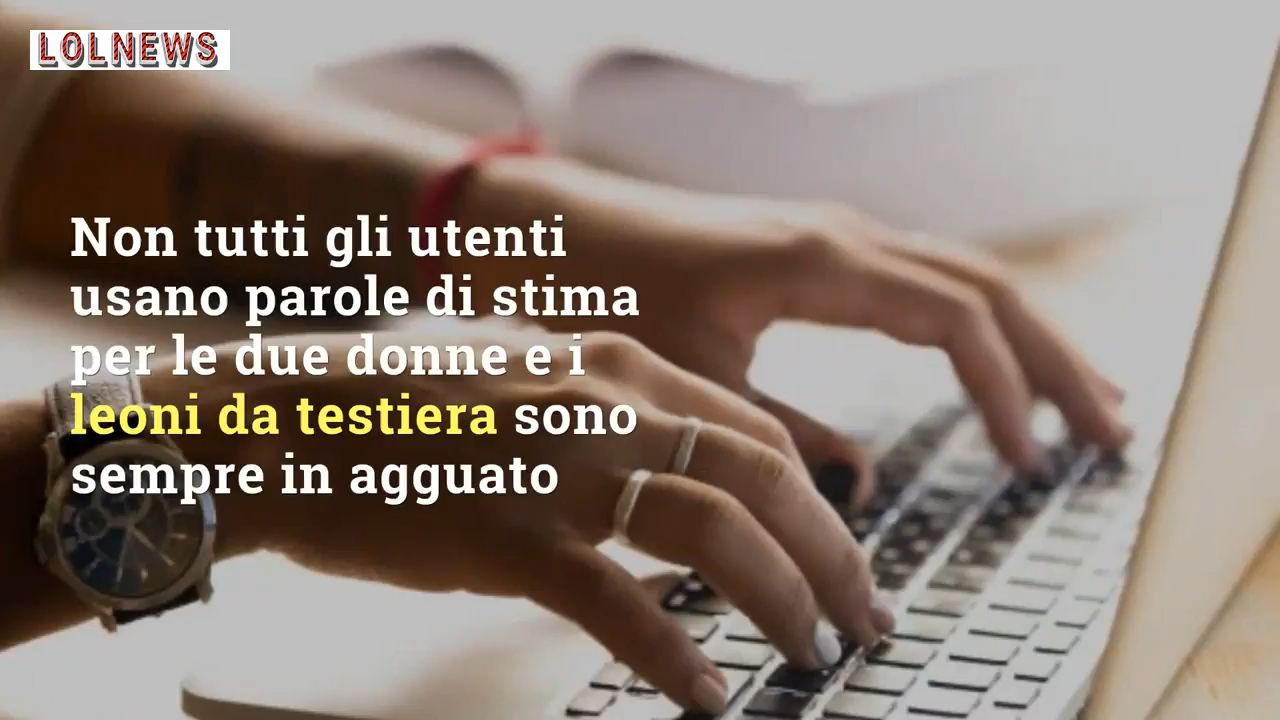 LOLNEWS
Non tutti gli utenti
usano parole di stima
per le due donne e i
leoni da testiera sono
sempre in agguato